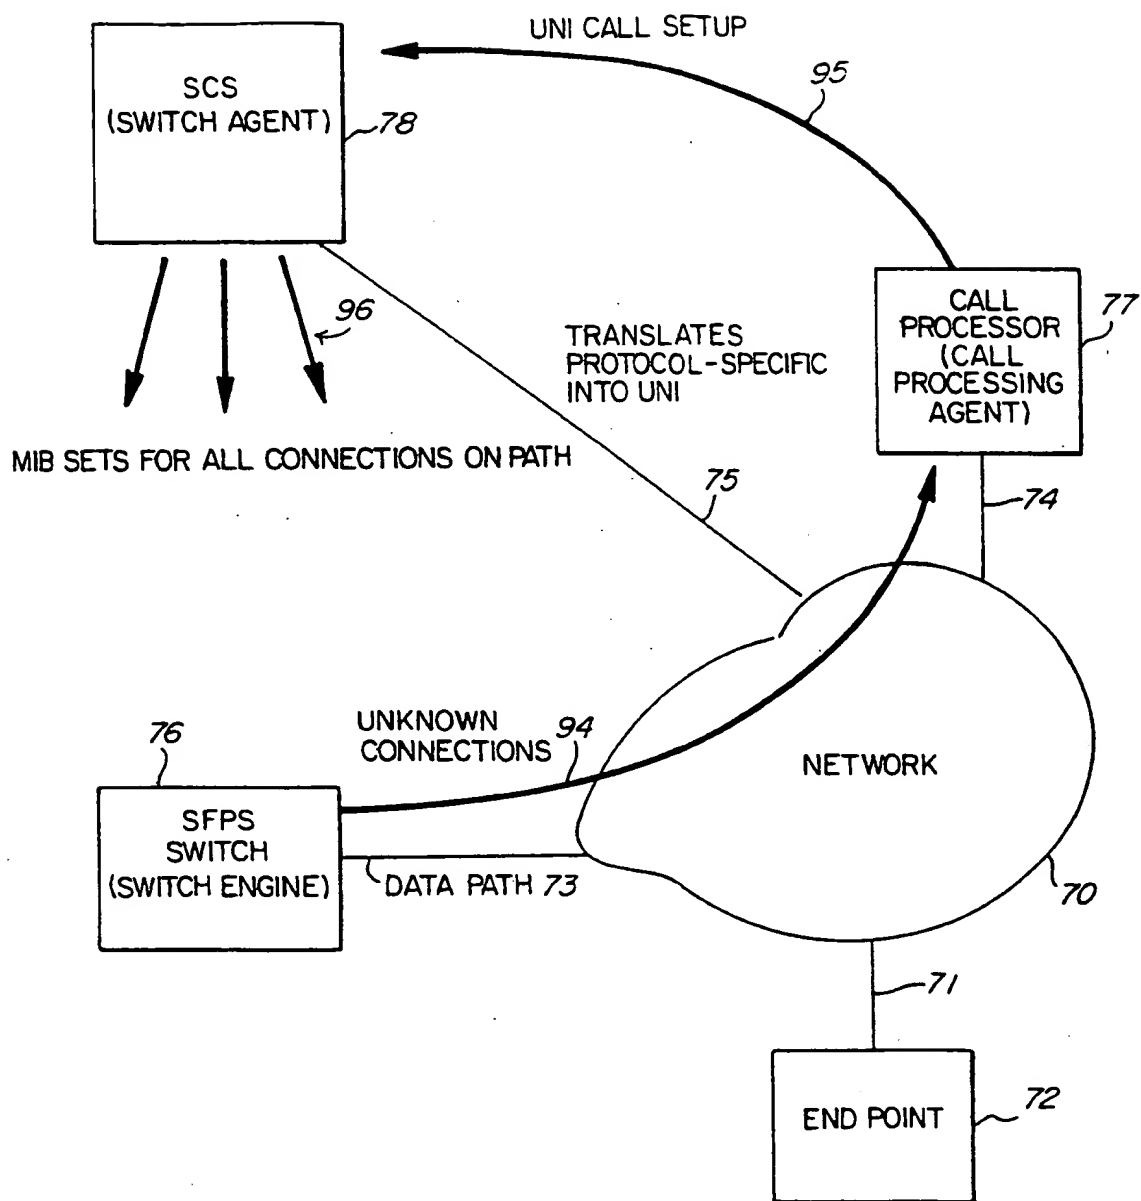 UNI CALL SETUP
95
SCS
(SWITCH AGENT)
78
96
CALL
PROCESSOR
(CALL
PROCESSING
AGENT)
77
TRANSLATES
PROTOCOL-SPECIFIC
INTO UNI
MIB SETS FOR ALL CONNECTIONS ON PATH
75
74
UNKNOWN
CONNECTIONS
94
76
NETWORK
SFPS
SWITCH
(SWITCH ENGINE)
DATA PATH 73
70
71
END POINT
72